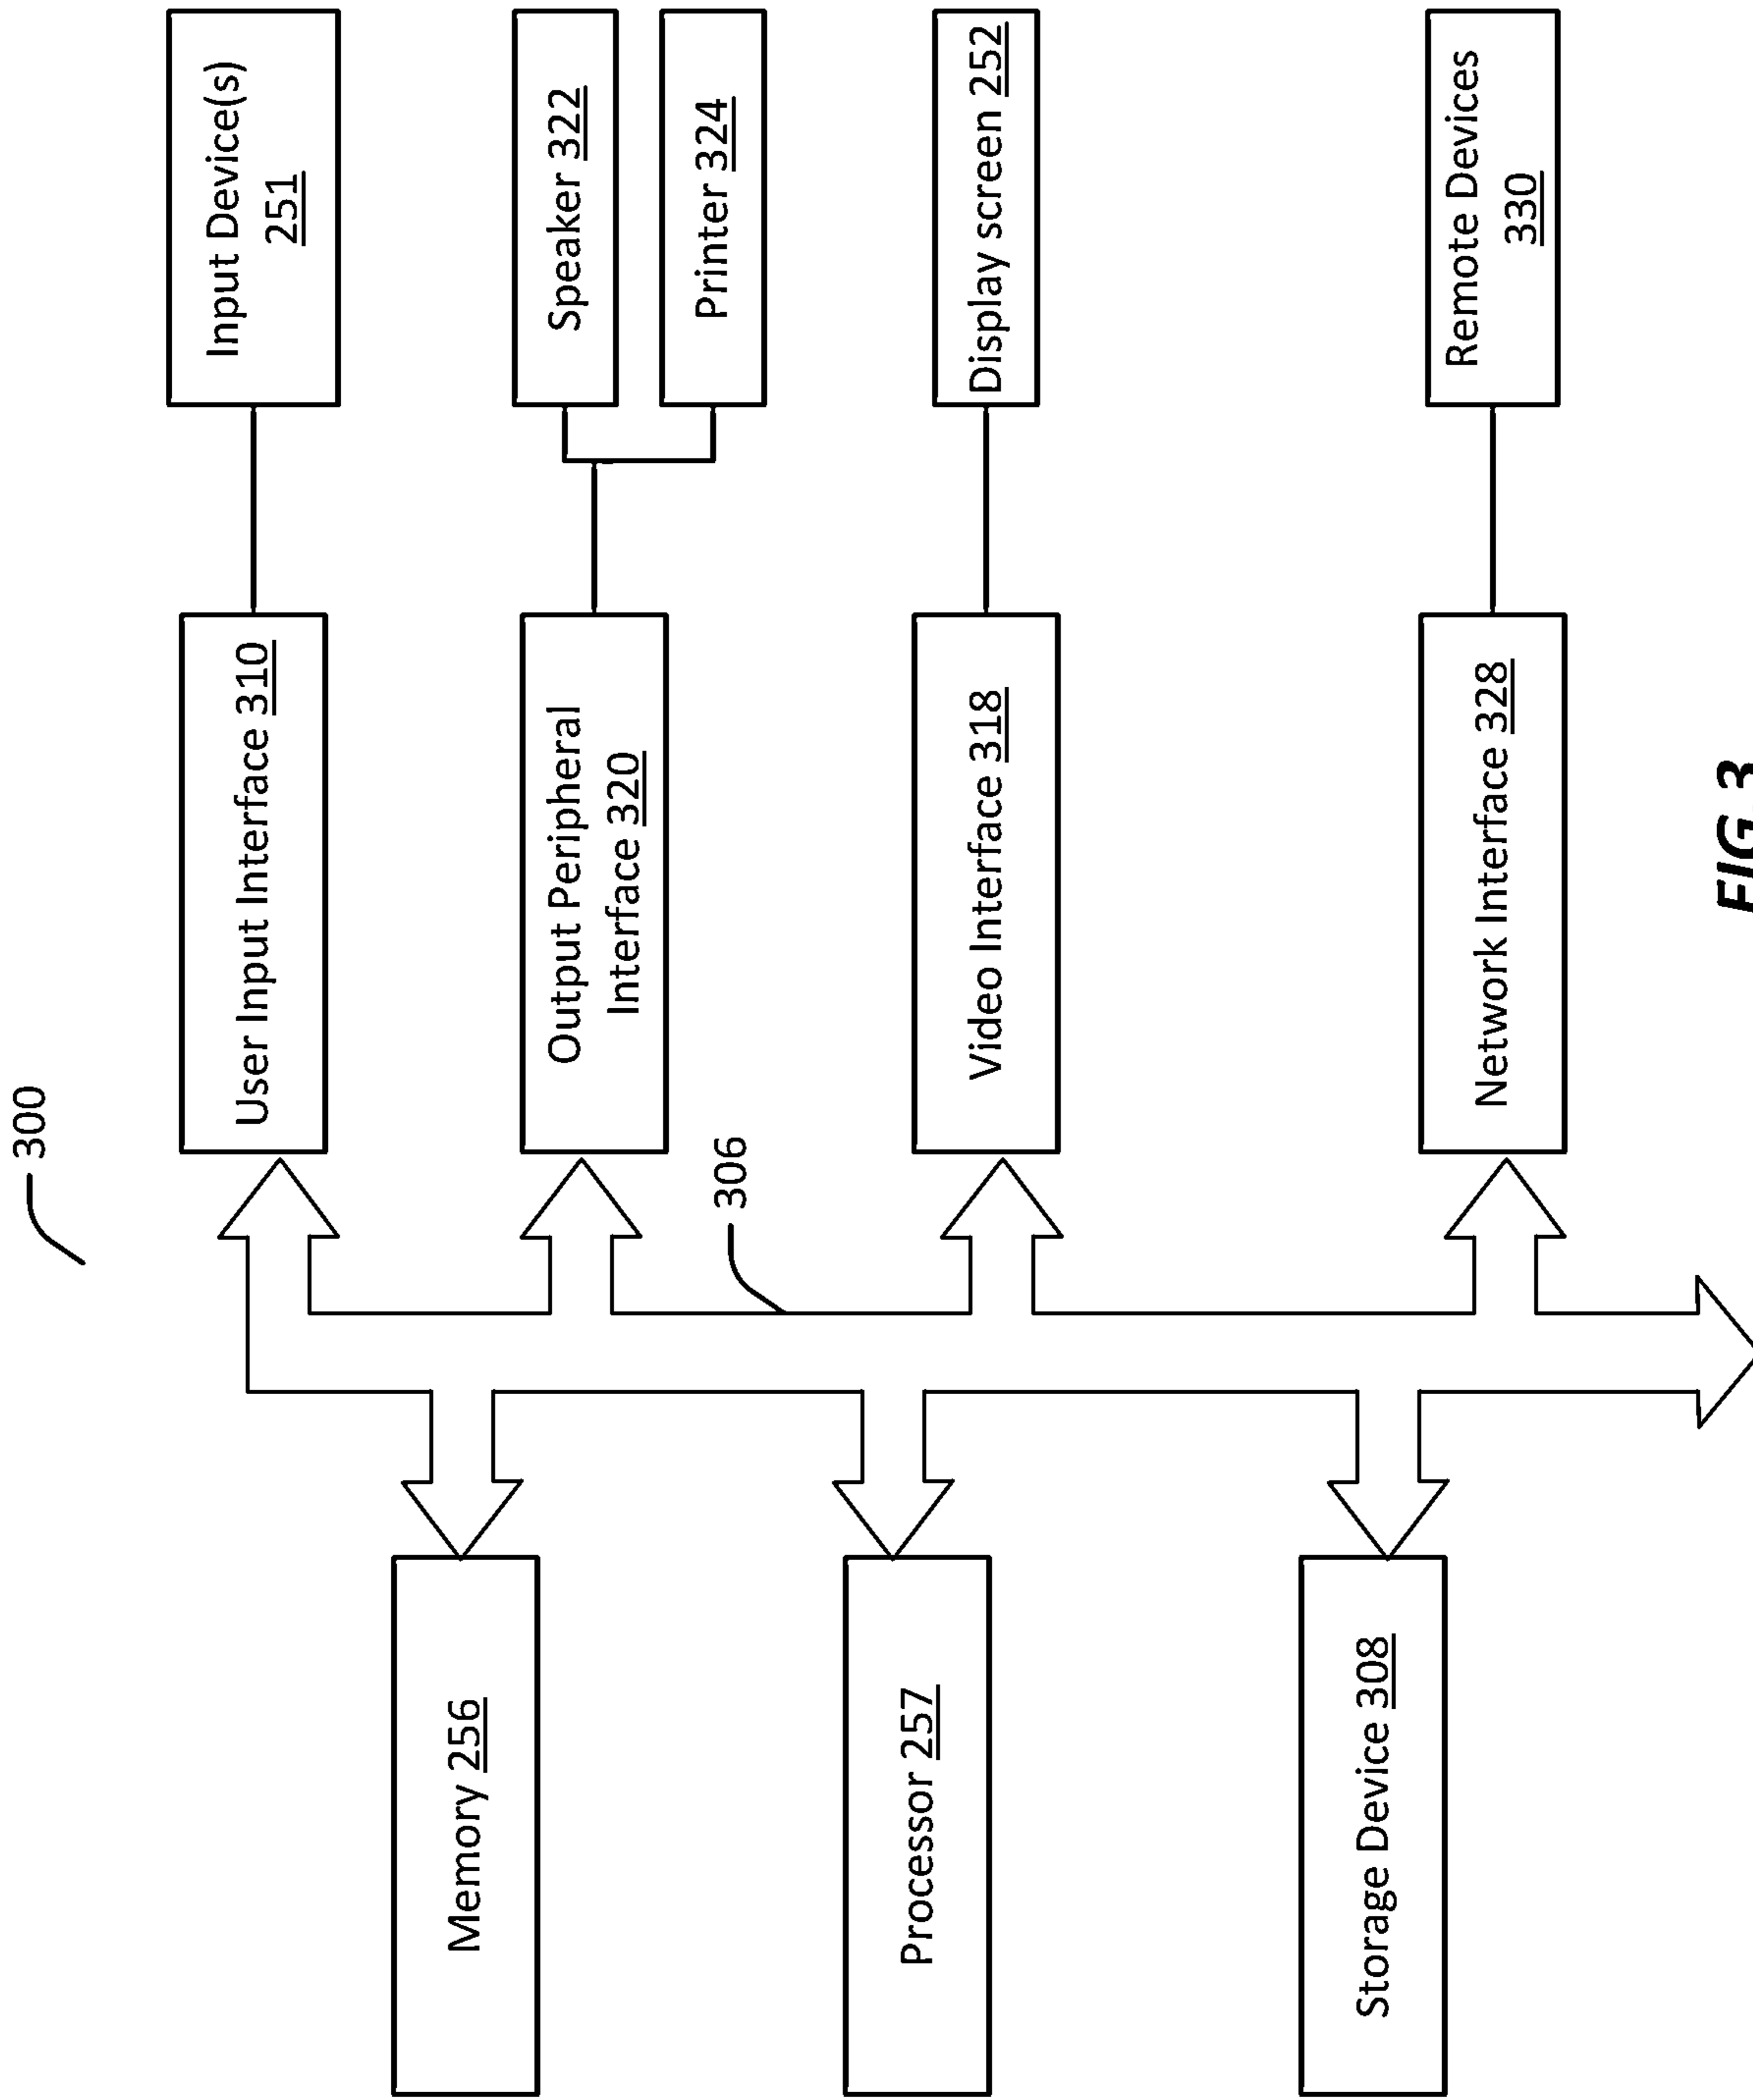 300
Input Device(s)
251
User Input Interface 310
Speaker 322
Printer 324
Output Peripheral
Interface 320
306
Display screen 252
Video Interface 318
Remote Devices
330
Network Interface 328
Memory 256
Processor 257
Storage Device 308
FIG.3